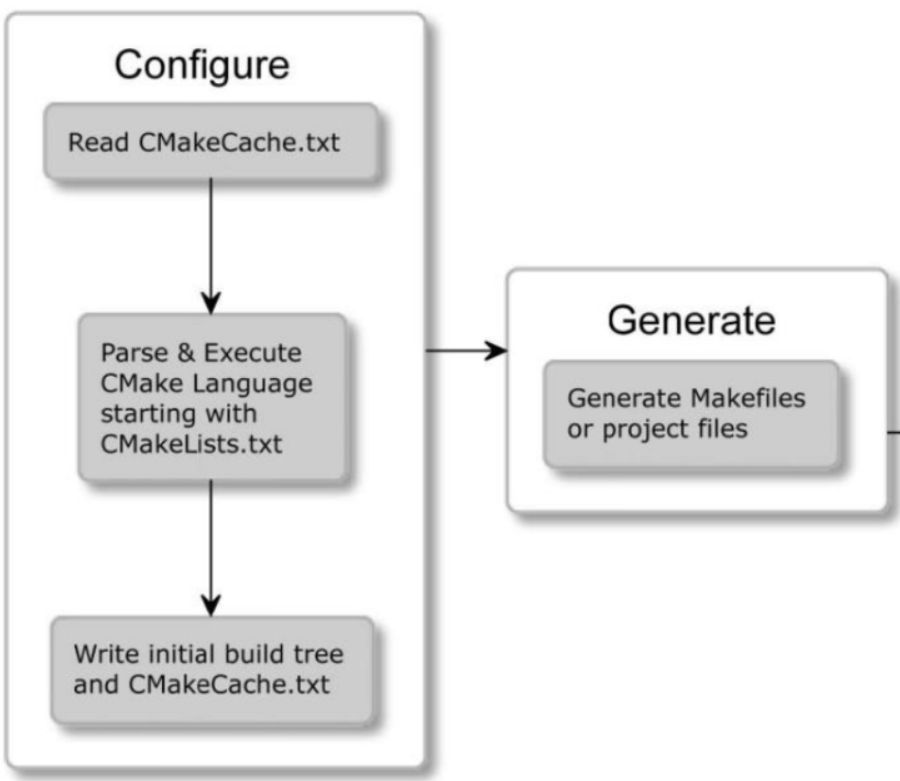 Configure
Read CMakeCache.txt
Parse & Execute
CMake Language
starting with
CMakeLists.txt
Write initial build tree
and CMakeCache.txt
Generate
Generate Makefiles
or project files